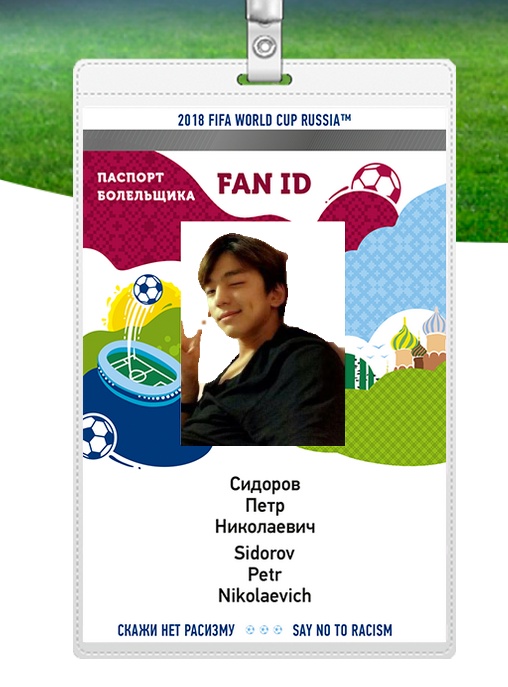 2018 FIFA WORLD CUP RUSSIA™
ПАСПОРТ
БОЛЕЛЬЩИКА
FAN ID
Сидоров
Петр
Николаевич
Sidorov
Petr
Nikolaevich
СКАЖИ НЕТ РАСИЗМУ SAY NO TO RACISM